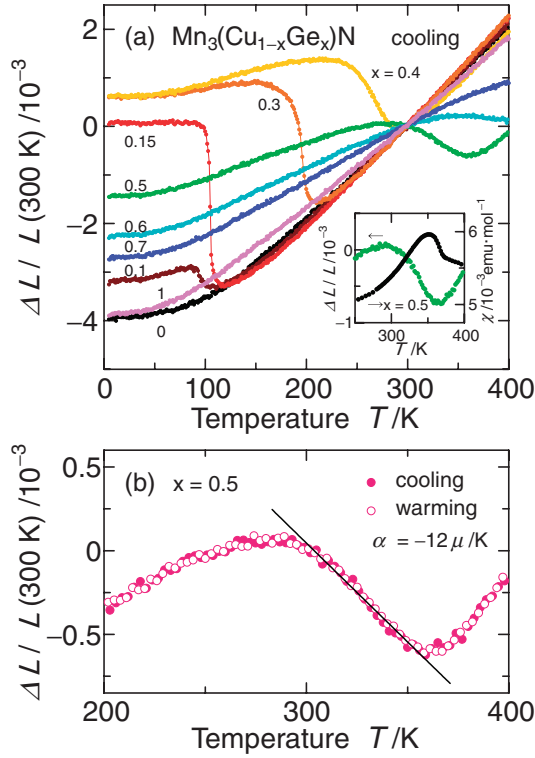 (a) Mn₃(Cu₁₋ₓGeₓ)N cooling
x = 0.4
0.3
0.15
0.5
0.6
0.7
0.1
1
0
ΔL / L (300 K) /10⁻³
2
0
−2
−4
0 100 200 300 400
Temperature T /K
ΔL / L /10⁻³
0
−1
←
→x = 0.5
6
5
χ /10⁻³emu·mol⁻¹
300 400
T /K
(b) x = 0.5
cooling
warming
α = −12 μ /K
ΔL / L (300 K) /10⁻³
0.5
0
−0.5
200 300 400
Temperature T /K